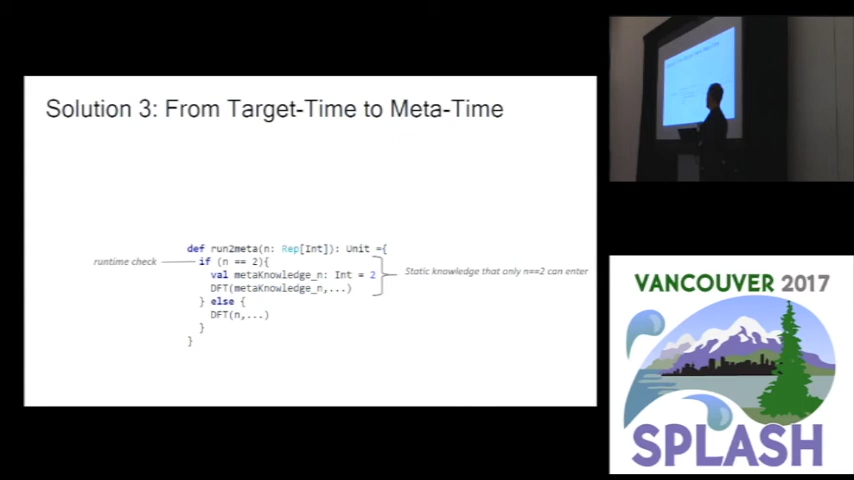 Solution 3: From Target-Time to Meta-Time
def run2meta(n: Rep[Int]): Unit ={
runtime check
if (n == 2){
val metaKnowledge_n: Int = 2
Static knowledge that only n==2 can enter
DFT(metaKnowledge_n,...)
} else {
DFT(n,...)
}
}
VANCOUVER 2017
SPLASH